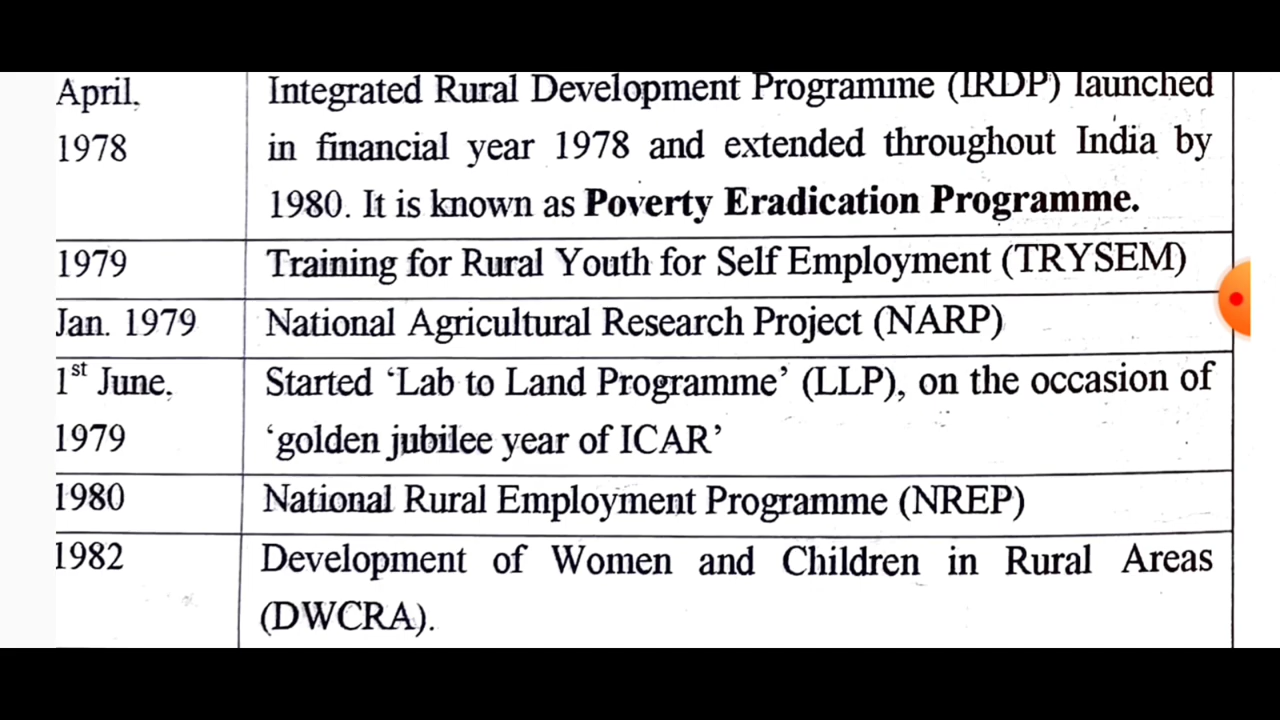 April, Integrated Rural Development Programme (IRDP) launched
1978 in financial year 1978 and extended throughout India by
1980. It is known as Poverty Eradication Programme.
1979 Training for Rural Youth for Self Employment (TRYSEM)
Jan. 1979 National Agricultural Research Project (NARP)
1st June, Started ‘Lab to Land Programme’ (LLP), on the occasion of
1979 ‘golden jubilee year of ICAR’
1980 National Rural Employment Programme (NREP)
1982 Development of Women and Children in Rural Areas
(DWCRA).